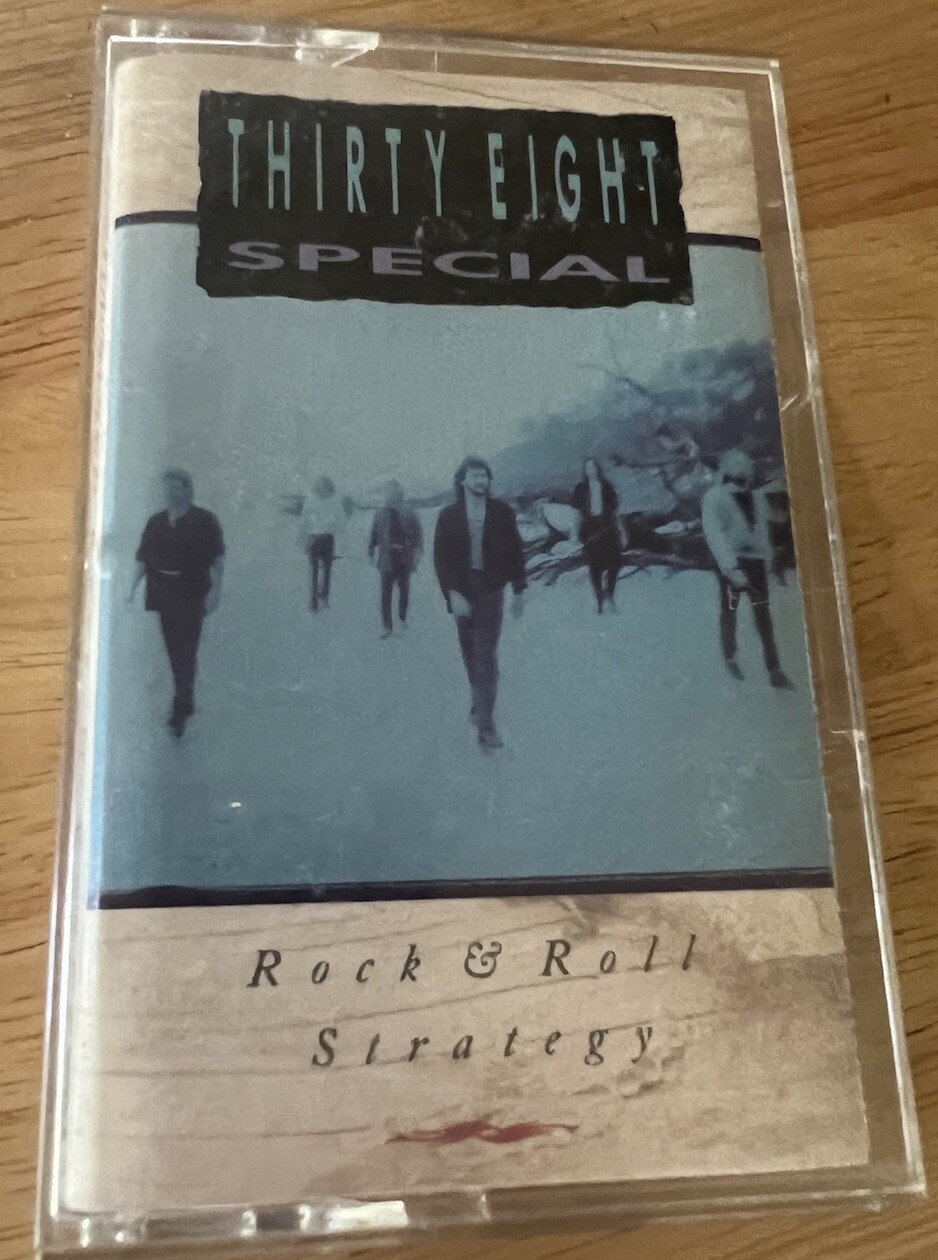 THIRTY EIGHT
SPECIAL
Rock & Roll
Strategy